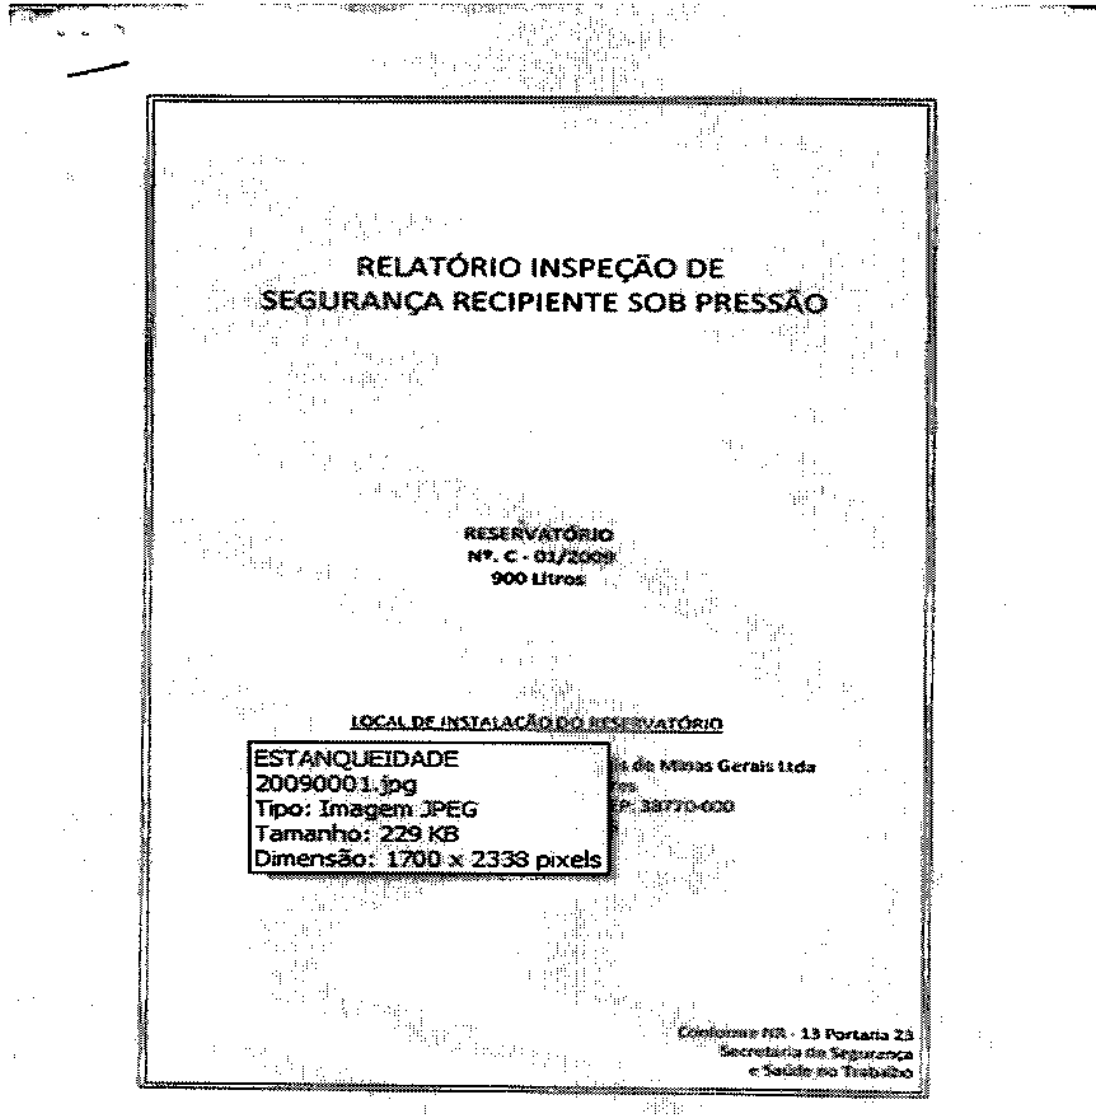 RELATÓRIO INSPEÇÃO DE
SEGURANÇA RECIPIENTE SOB PRESSÃO
RESERVATÓRIO
Nº. C - 01/2009
900 Litros
LOCAL DE INSTALAÇÃO DO RESERVATÓRIO
de Minas Gerais Ltda
38770-000
ESTANQUEIDADE
20090001.jpg
Tipo: Imagem JPEG
Tamanho: 229 KB
Dimensão: 1700 x 2338 pixels
Conforme NR - 13 Portaria 23
Secretaria de Segurança
e Saúde no Trabalho